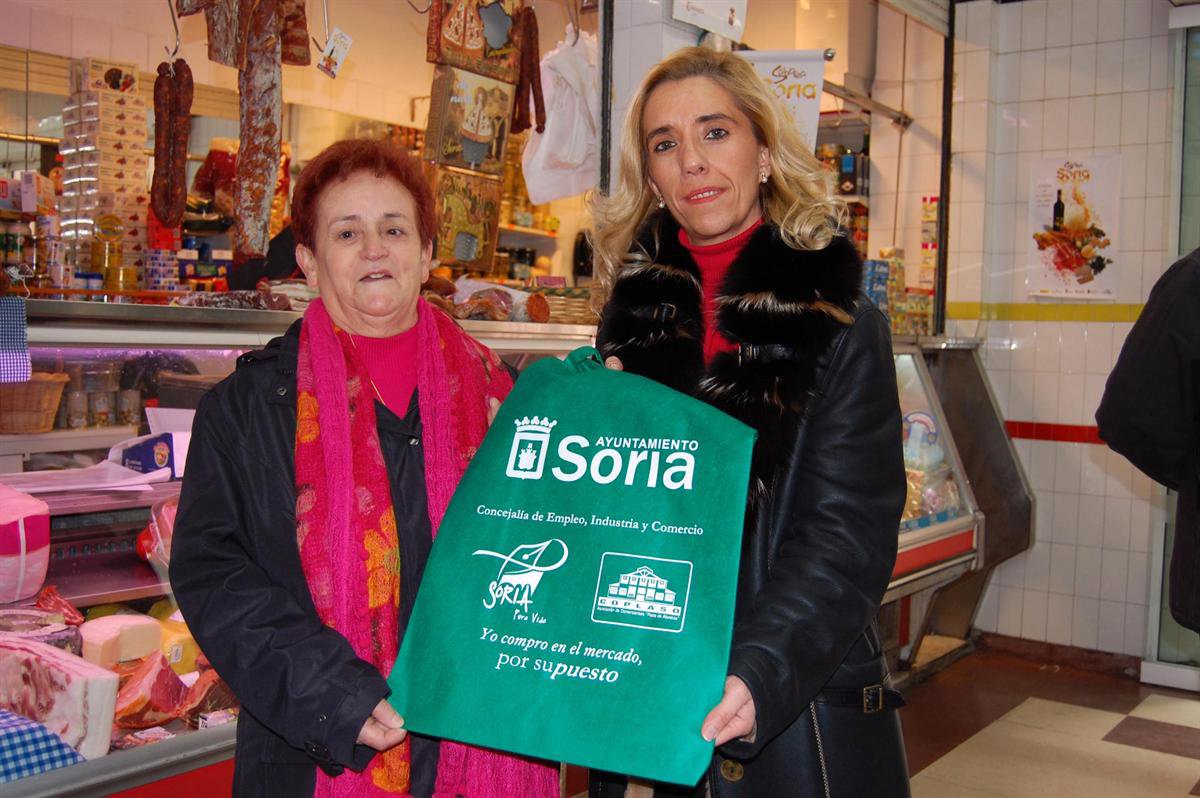 AYUNTAMIENTO
Soria
Concejalía de Empleo, Industria y Comercio
SORIA
Pura Vida
COPLASO
Yo compro en el mercado,
por supuesto
Soria
Soria